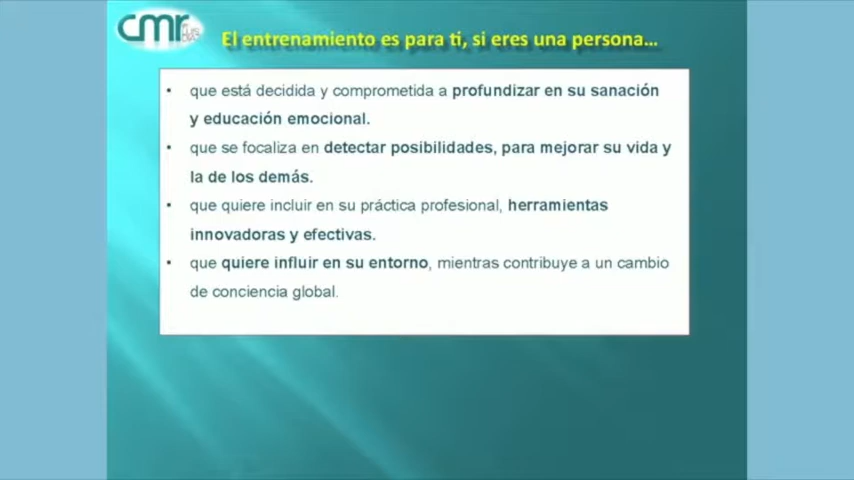 cmr
El entrenamiento es para ti, si eres una persona...
• que está decidida y comprometida a profundizar en su sanación
y educación emocional.
• que se focaliza en detectar posibilidades, para mejorar su vida y
la de los demás.
• que quiere incluir en su práctica profesional, herramientas
innovadoras y efectivas.
• que quiere influir en su entorno, mientras contribuye a un cambio
de conciencia global.